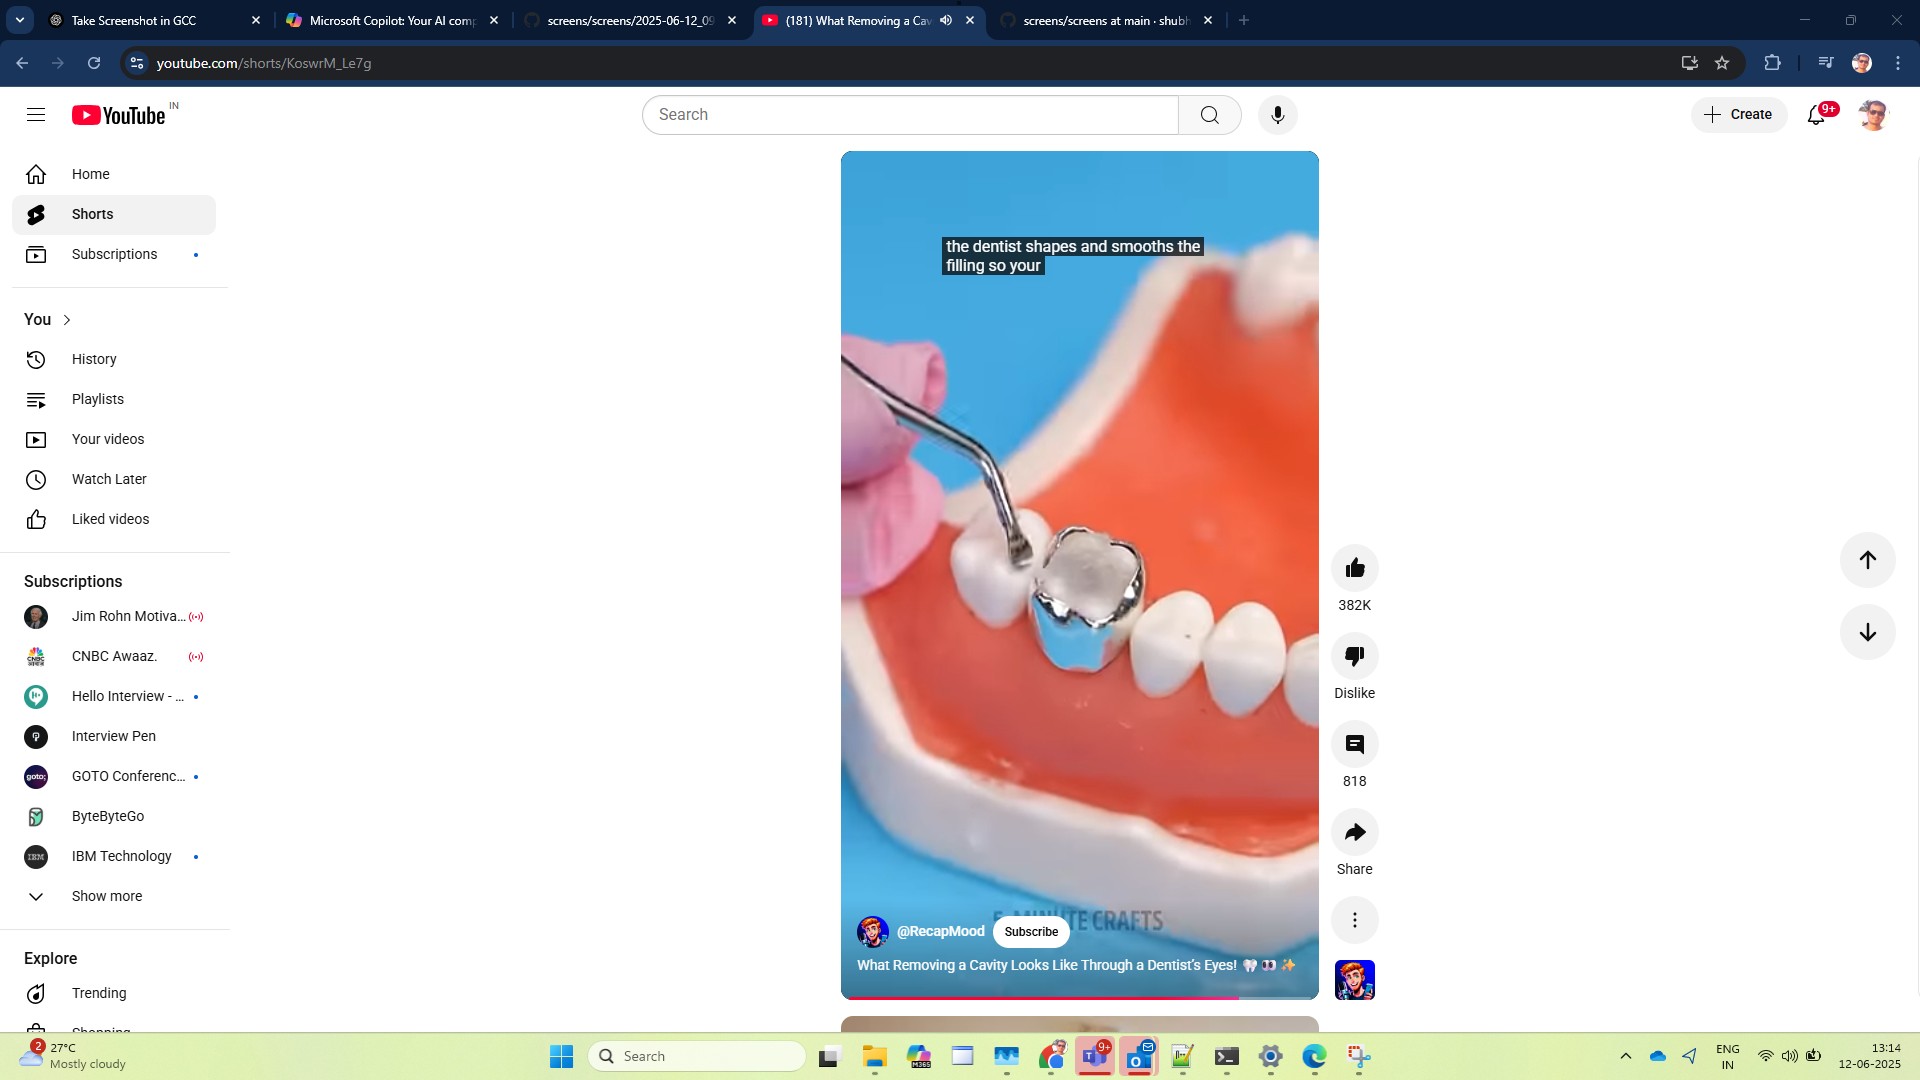 Take Screenshot in GCC
Microsoft Copilot: Your AI comp
screens/screens/2025-06-12_09
(181) What Removing a Cav
screens/screens at main · shubh
youtube.com/shorts/KoswrM_Le7g
YouTube IN
Search
Create
9+
Home
Shorts
Subscriptions
You
History
Playlists
Your videos
Watch Later
Liked videos
Subscriptions
Jim Rohn Motiva...
CNBC Awaaz.
Hello Interview - ...
Interview Pen
GOTO Conferenc...
ByteByteGo
IBM Technology
Show more
Explore
Trending
Shopping
the dentist shapes and smooths the
filling so your
5-MINUTE CRAFTS
@RecapMood
Subscribe
What Removing a Cavity Looks Like Through a Dentist's Eyes! 🦷 👀 ✨
382K
Dislike
818
Share
2
27°C
Mostly cloudy
Search
M365
9+
ENG
IN
13:14
12-06-2025